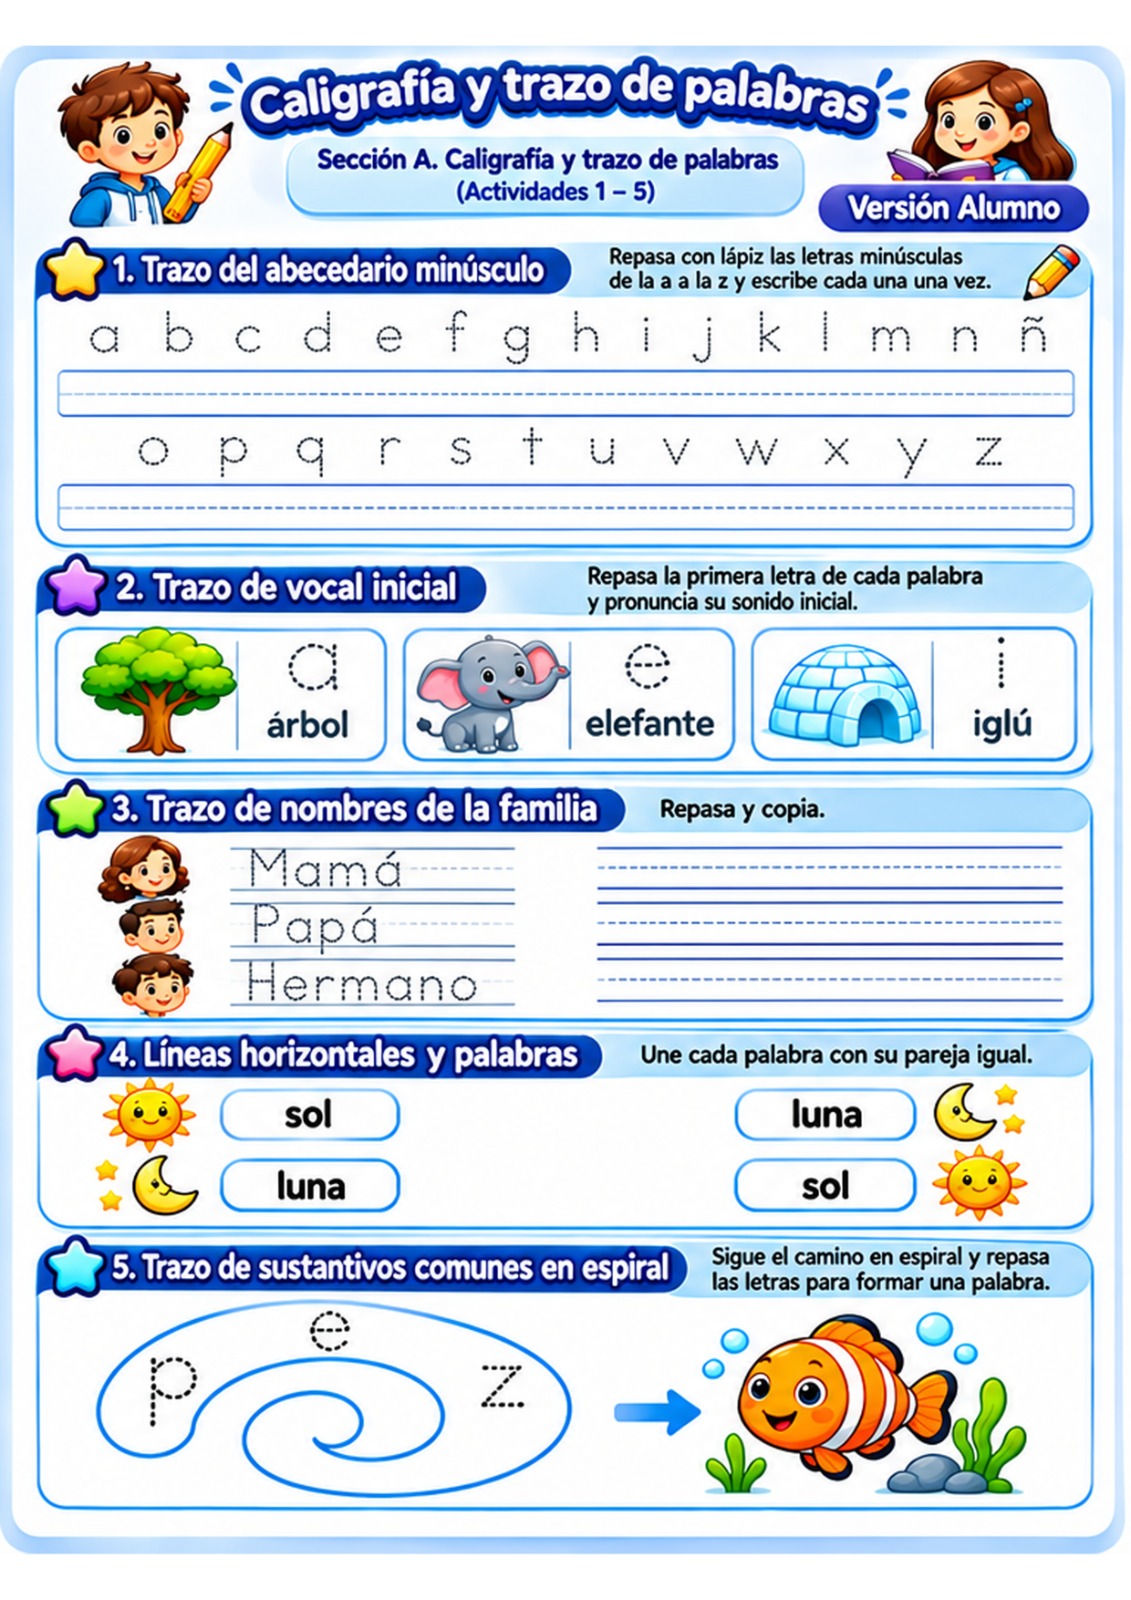 Caligrafía y trazo de palabras
Sección A. Caligrafía y trazo de palabras
(Actividades 1 – 5)
Versión Alumno
1. Trazo del abecedario minúsculo
Repasa con lápiz las letras minúsculas
de la a a la z y escribe cada una una vez.
a b c d e f g h i j k l m n ñ
o p q r s t u v w x y z
2. Trazo de vocal inicial
Repasa la primera letra de cada palabra
y pronuncia su sonido inicial.
a e i
árbol elefante iglú
3. Trazo de nombres de la familia
Repasa y copia.
Mamá
Papá
Hermano
4. Líneas horizontales y palabras
Une cada palabra con su pareja igual.
sol luna
luna sol
5. Trazo de sustantivos comunes en espiral
Sigue el camino en espiral y repasa
las letras para formar una palabra.
p e z